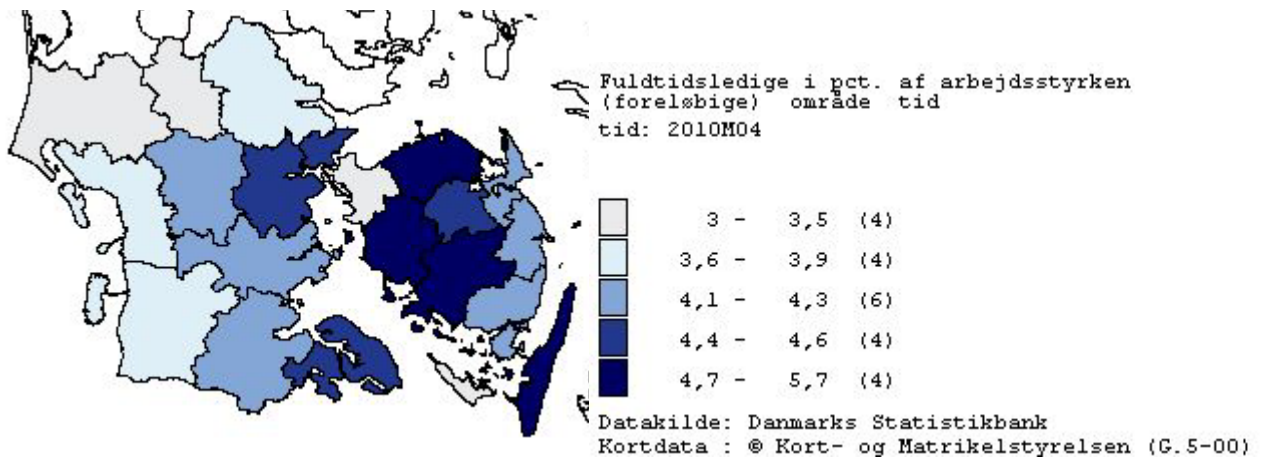 Fuldtidsledige i pct. af arbejdsstyrken
(foreløbige) område tid
tid: 2010M04
3 - 3,5 (4)
3,6 - 3,9 (4)
4,1 - 4,3 (6)
4,4 - 4,6 (4)
4,7 - 5,7 (4)
Datakilde: Danmarks Statistikbank
Kortdata : © Kort- og Matrikelstyrelsen (G.5-00)